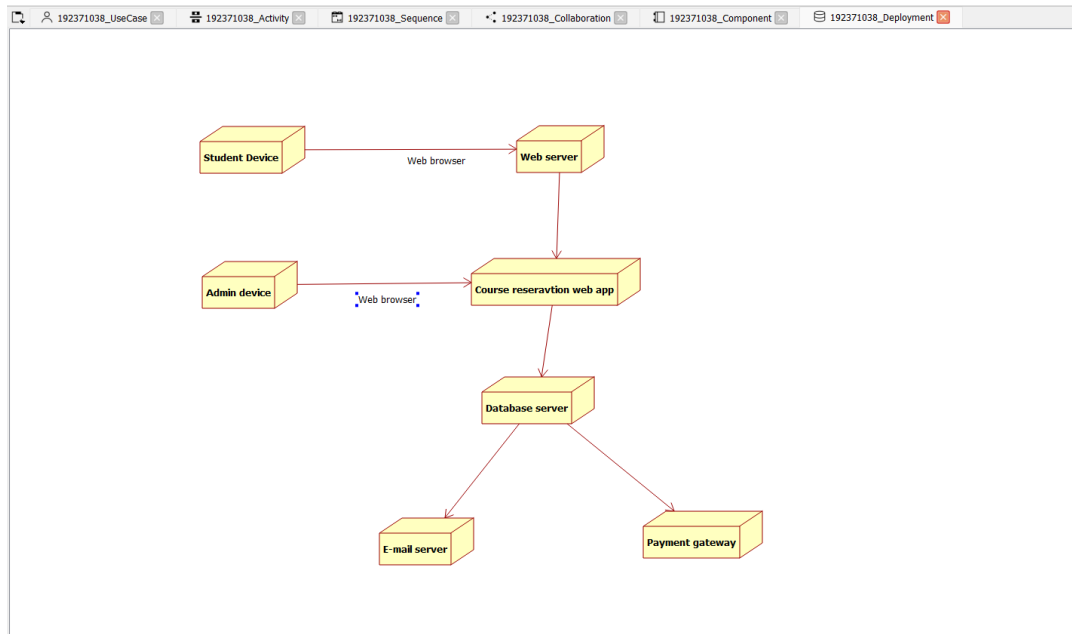 192371038_UseCase
192371038_Activity
192371038_Sequence
192371038_Collaboration
192371038_Component
192371038_Deployment
Student Device
Web browser
Web server
Admin device
Web browser
Course reseravtion web app
Database server
E-mail server
Payment gateway